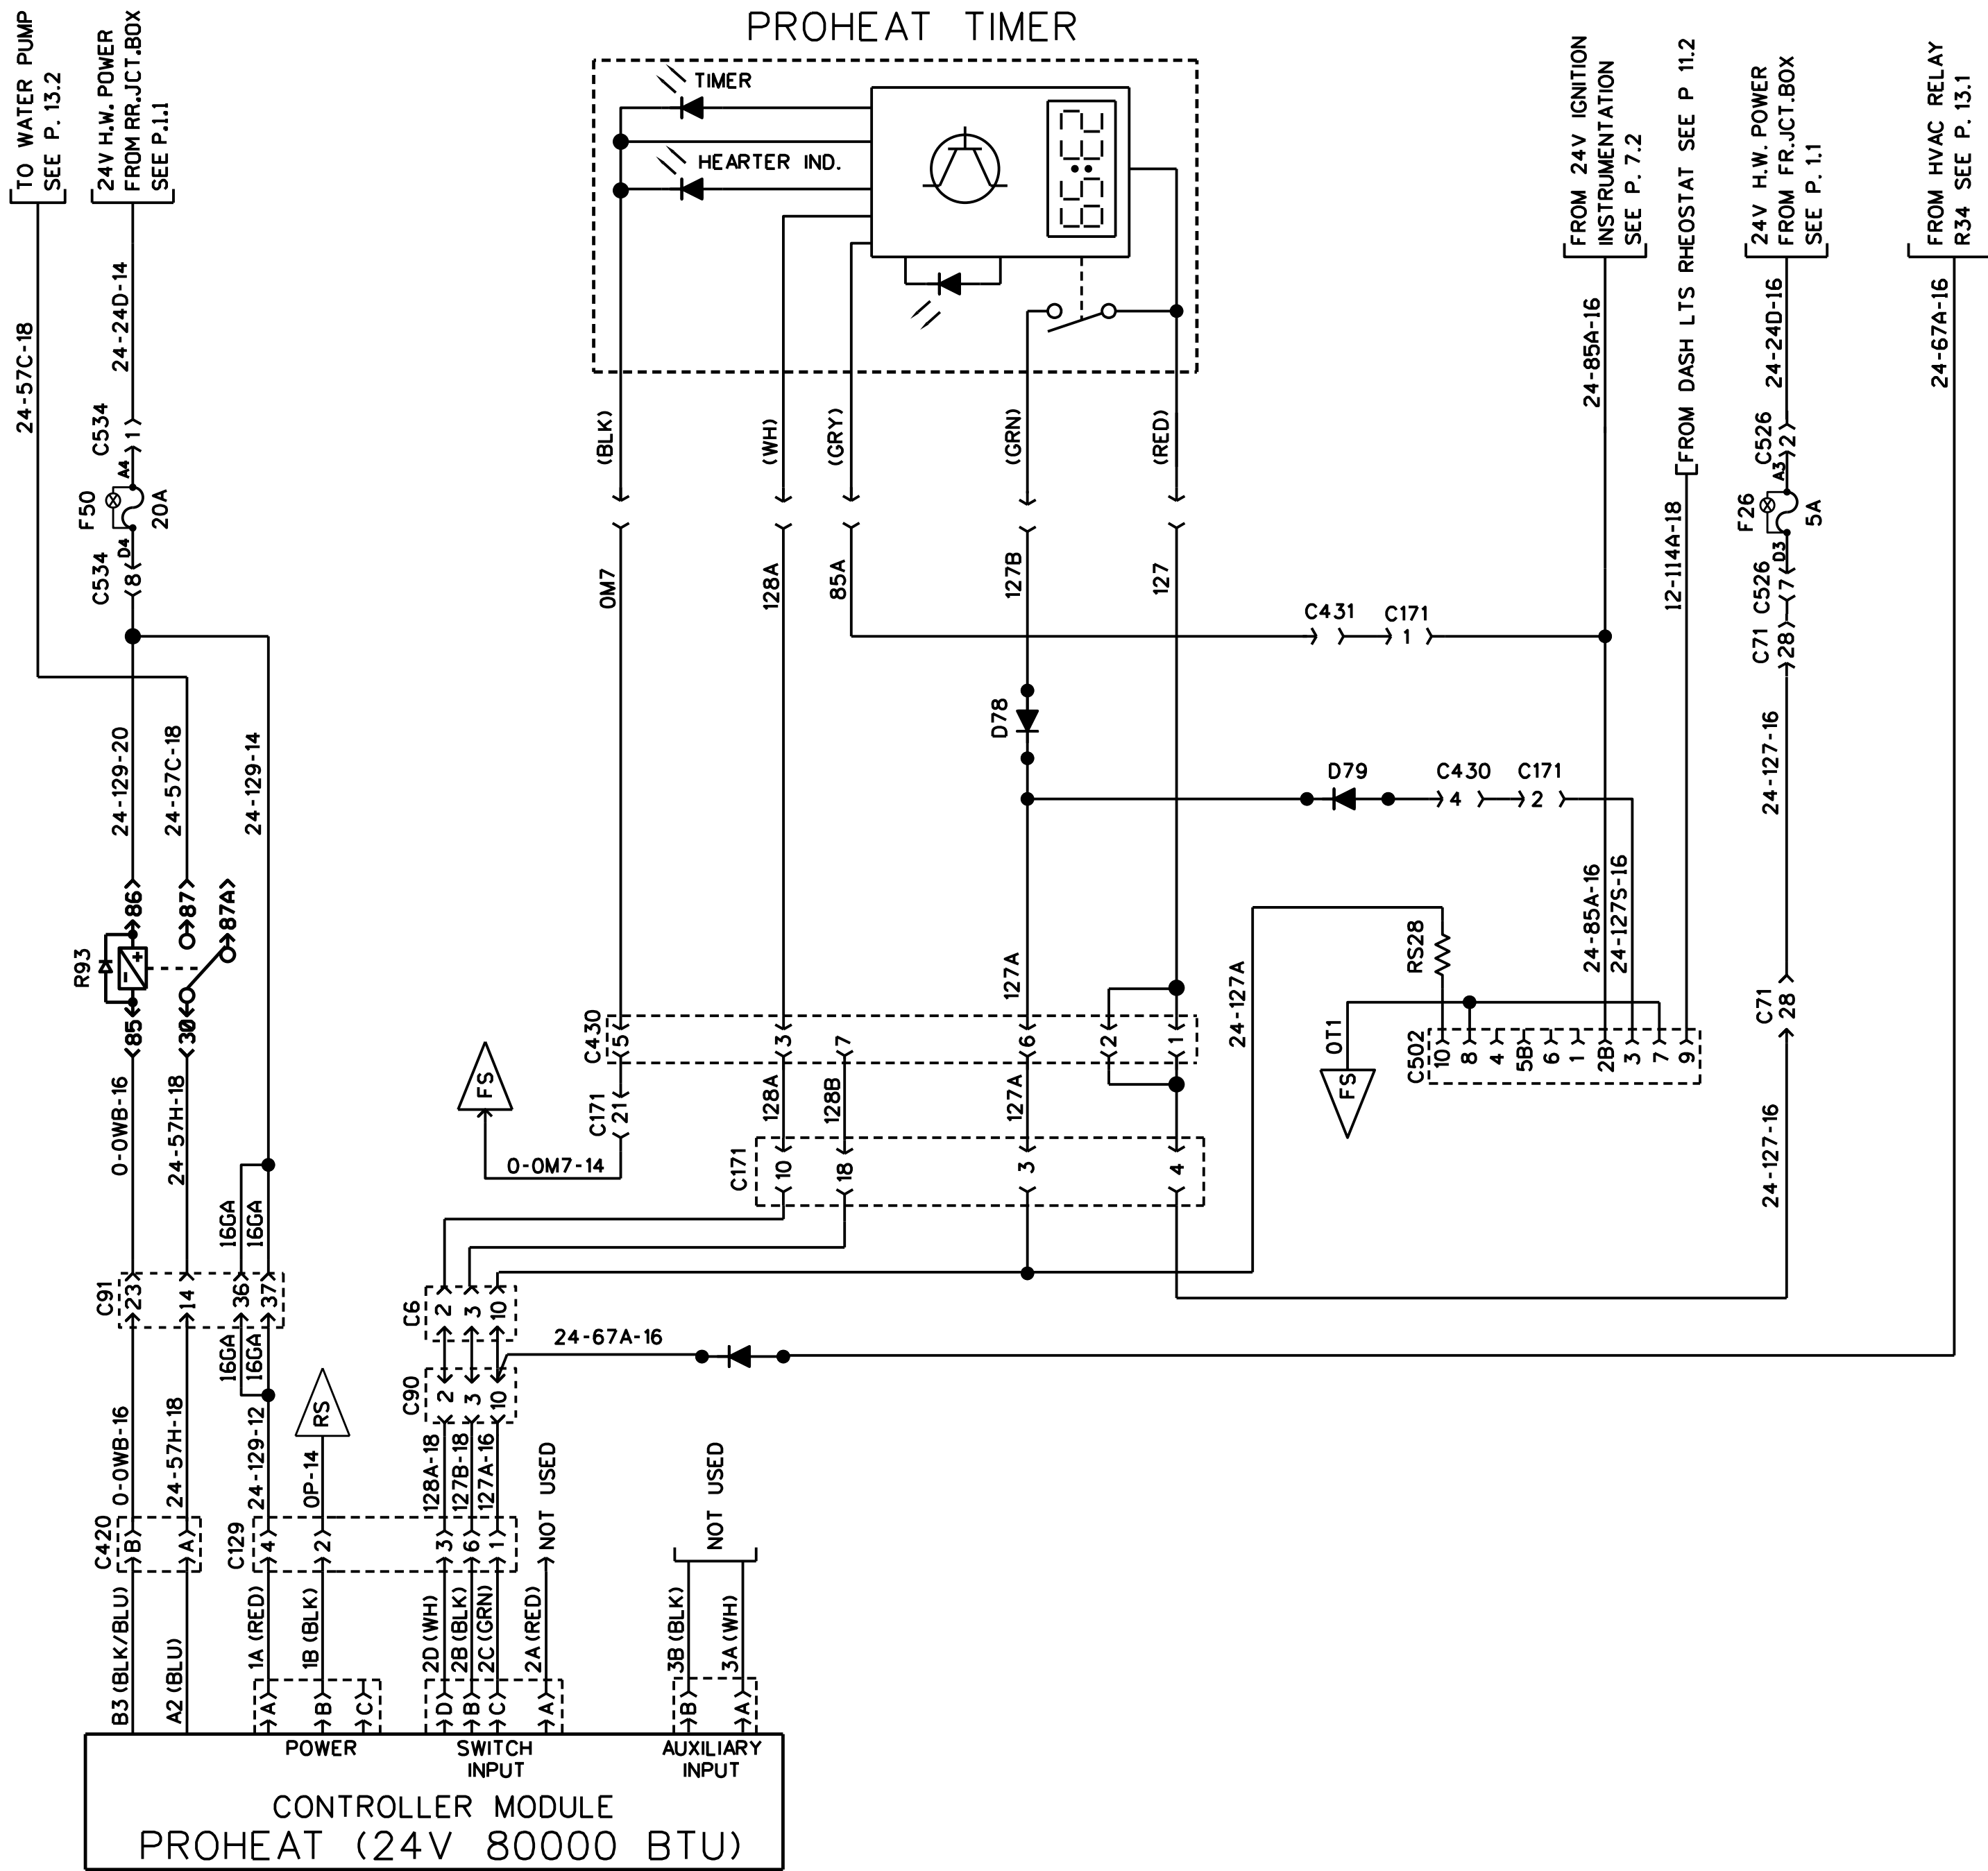 PROHEAT TIMER
TO WATER PUMP
SEE P. 13.2
24V H.W. POWER
FROM RR.JCT.BOX
SEE P.1.1
TIMER
HEARTER IND.
FROM 24V IGNITION
INSTRUMENTATION
SEE P. 7.2
FROM DASH LTS RHEOSTAT SEE P 11.2
24V H.W. POWER
FROM FR.JCT.BOX
SEE P. 1.1
FROM HVAC RELAY
R34 SEE P. 13.1
24-57C-18
24-24D-14
24-85A-16
24-24D-16
24-67A-16
C534
1
A4
F50
20A
D4
C534
8
(BLK)
(WH)
(GRY)
(GRN)
(RED)
C526
2
A3
F26
5A
D3
C526
7
C71
28
0M7
128A
85A
127B
127
12-114A-18
C431
C171
1
D78
24-129-20
24-57C-18
24-129-14
24-127-16
D79
C430
4
C171
2
86
87
87A
R93
+
-
85
30
127A
24-127A
RS28
24-85A-16
24-127S-16
C71
28
C430
5
3
7
6
2
1
FS
0T1
FS
C502
10
8
4
5B
6
1
2B
3
7
9
0-0WB-16
24-57H-18
C171
21
128A
128B
127A
0-0M7-14
C171
10
18
3
4
24-127-16
16GA
16GA
C91
23
14
36
37
C6
2
3
10
16GA
16GA
24-67A-16
C90
2
3
10
RS
0-0WB-16
24-57H-18
24-129-12
0P-14
128A-18
127B-18
127A-16
NOT USED
NOT USED
C420
B
A
C129
4
2
3
6
1
B3 (BLK/BLU)
A2 (BLU)
1A (RED)
1B (BLK)
2D (WH)
2B (BLK)
2C (GRN)
2A (RED)
3B (BLK)
3A (WH)
A
B
C
D
B
C
A
B
A
POWER
SWITCH
INPUT
AUXILIARY
INPUT
CONTROLLER MODULE
PROHEAT (24V 80000 BTU)